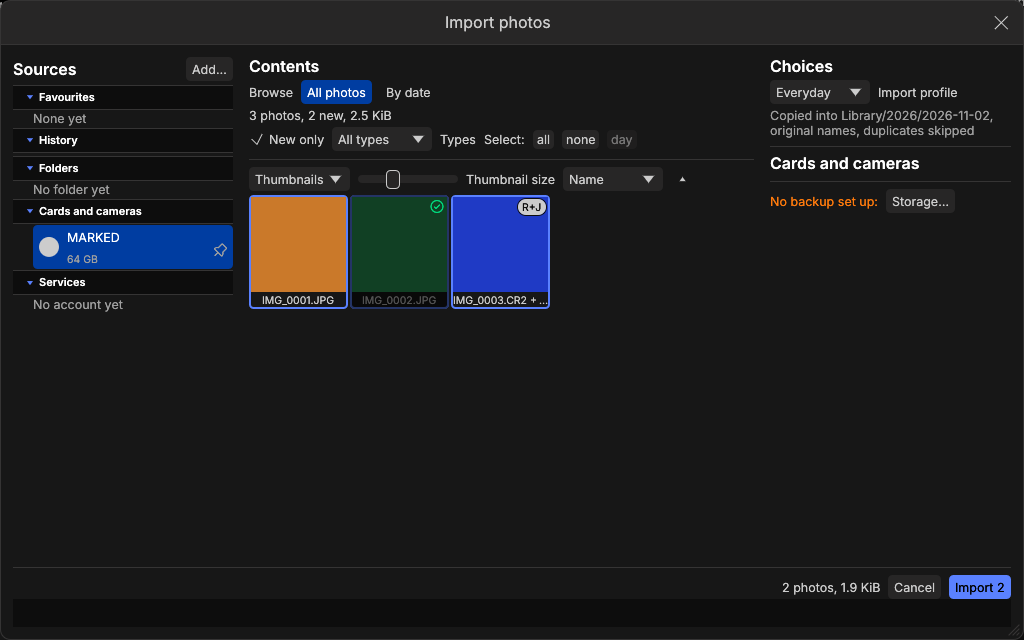 Import photos
Sources
Add...
Favourites
None yet
History
Folders
No folder yet
Cards and cameras
MARKED
64 GB
Services
No account yet
Contents
Browse All photos By date
3 photos, 2 new, 2.5 KiB
New only All types Types Select: all none day
Thumbnails Thumbnail size Name
R+J
IMG_0001.JPG IMG_0002.JPG IMG_0003.CR2 + ...
Choices
Everyday Import profile
Copied into Library/2026/2026-11-02,
original names, duplicates skipped
Cards and cameras
No backup set up: Storage...
2 photos, 1.9 KiB Cancel Import 2